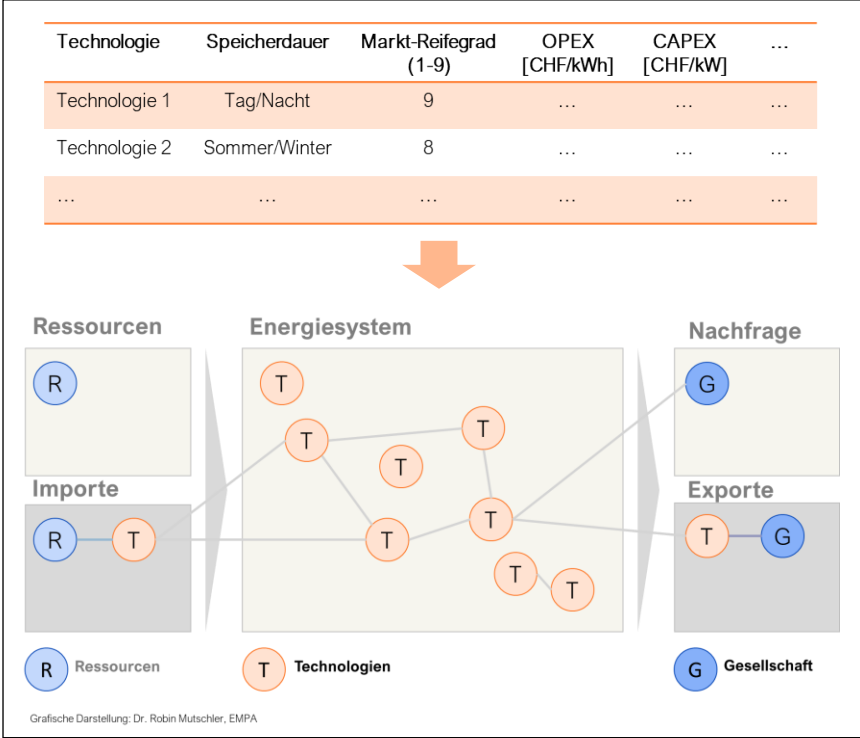 Technologie Speicherdauer Markt-Reifegrad (1-9) OPEX [CHF/kWh] CAPEX [CHF/kW] ...
Technologie 1 Tag/Nacht 9 ... ... ...
Technologie 2 Sommer/Winter 8 ... ... ...
... ... ... ... ... ...
Ressourcen Energiesystem Nachfrage
R T G
T T
T
Importe Exporte
R T T T T G
T T
R Ressourcen T Technologien G Gesellschaft
Grafische Darstellung: Dr. Robin Mutschler, EMPA